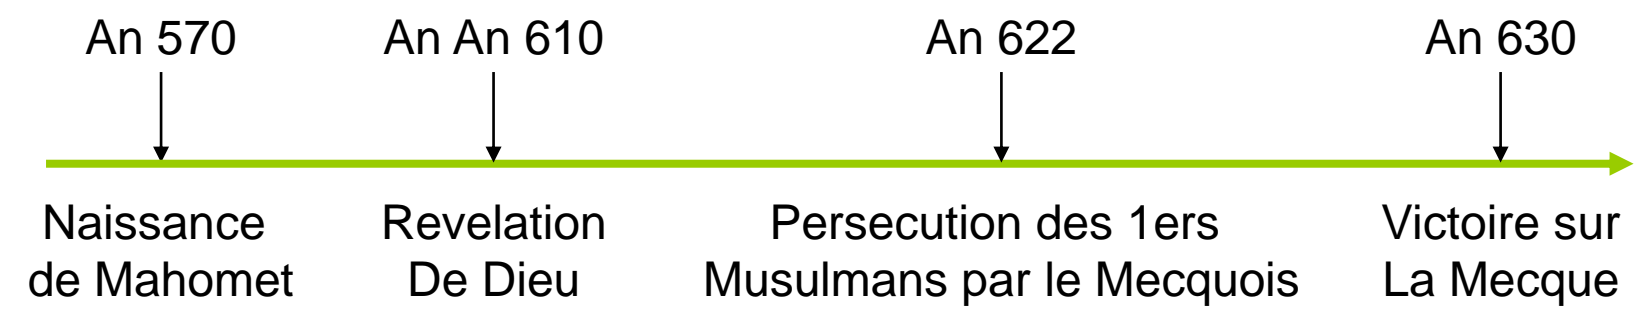 An 570
An An 610
An 622
An 630
Naissance
de Mahomet
Revelation
De Dieu
Persecution des 1ers
Musulmans par le Mecquois
Victoire sur
La Mecque